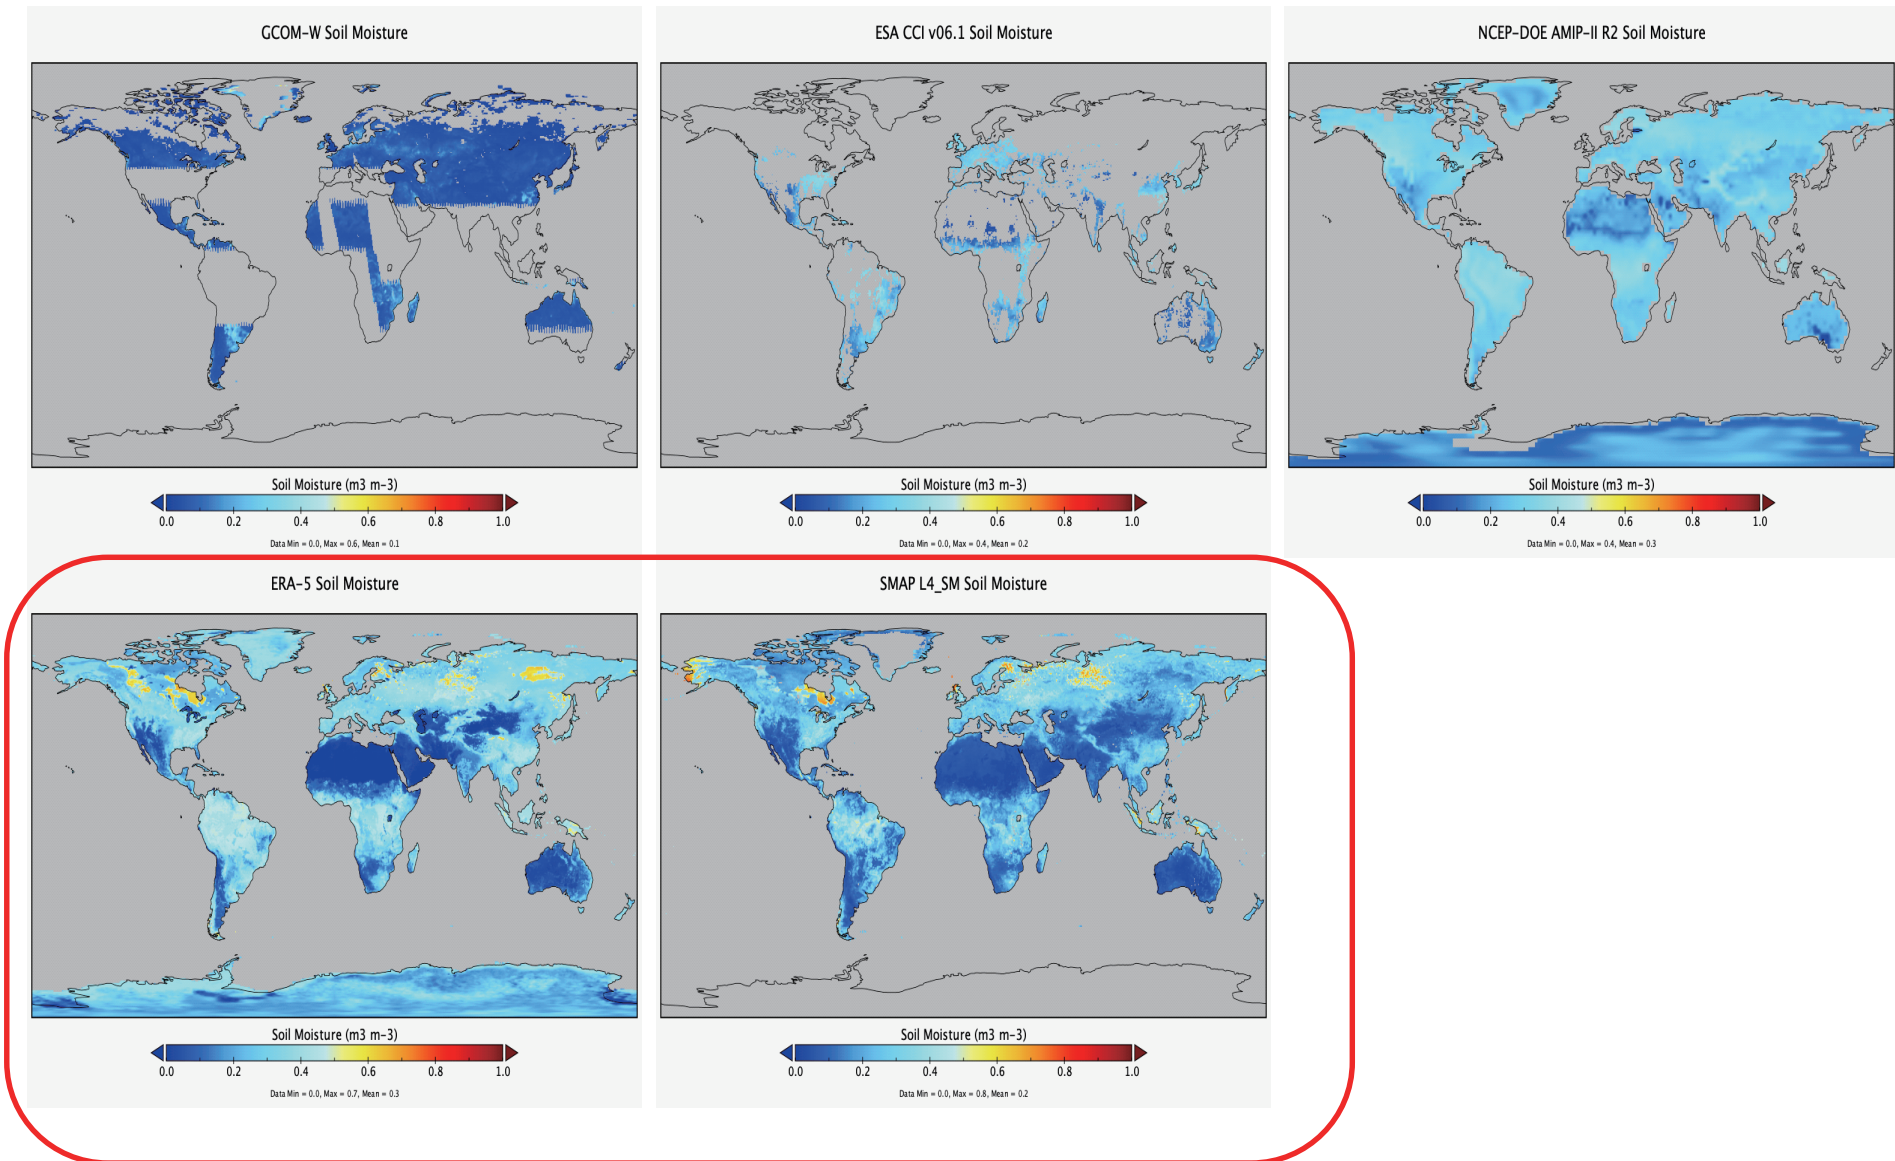 GCOM-W Soil Moisture
Soil Moisture (m3 m-3)
0.0 0.2 0.4 0.6 0.8 1.0
Data Min = 0.0, Max = 0.6, Mean = 0.1
ESA CCI v06.1 Soil Moisture
Soil Moisture (m3 m-3)
0.0 0.2 0.4 0.6 0.8 1.0
Data Min = 0.0, Max = 0.4, Mean = 0.2
NCEP-DOE AMIP-II R2 Soil Moisture
Soil Moisture (m3 m-3)
0.0 0.2 0.4 0.6 0.8 1.0
Data Min = 0.0, Max = 0.4, Mean = 0.3
ERA-5 Soil Moisture
Soil Moisture (m3 m-3)
0.0 0.2 0.4 0.6 0.8 1.0
Data Min = 0.0, Max = 0.7, Mean = 0.3
SMAP L4_SM Soil Moisture
Soil Moisture (m3 m-3)
0.0 0.2 0.4 0.6 0.8 1.0
Data Min = 0.0, Max = 0.8, Mean = 0.2